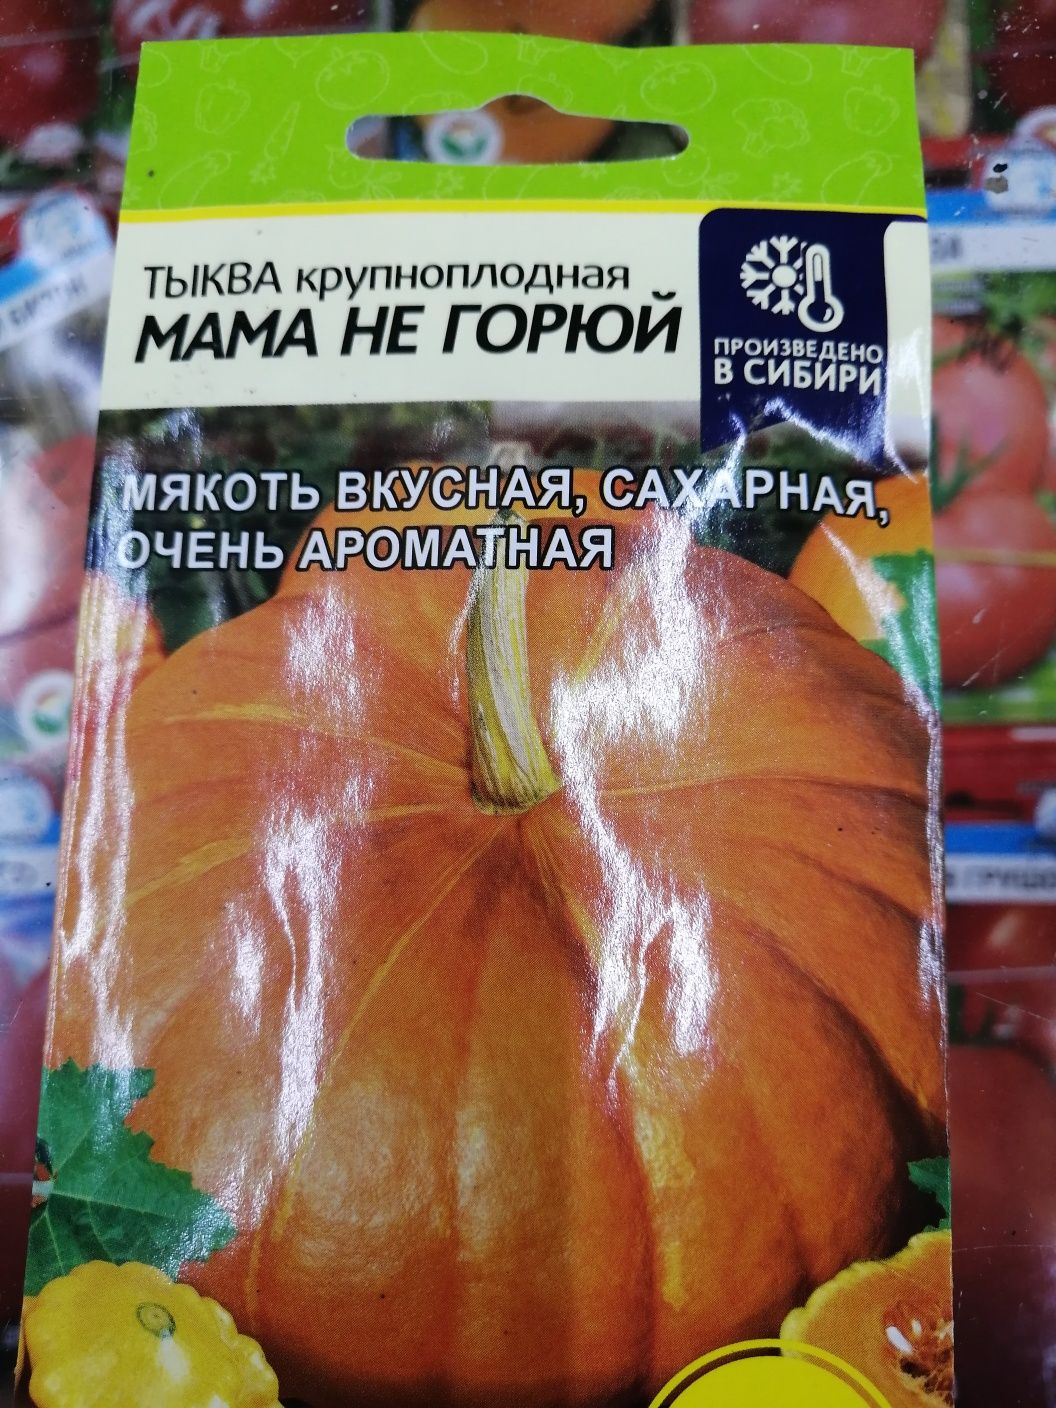 ТЫКВА крупноплодная
МАМА НЕ ГОРЮЙ
ПРОИЗВЕДЕНО
В СИБИРИ
МЯКОТЬ ВКУСНАЯ, САХАРНАЯ,
ОЧЕНЬ АРОМАТНАЯ